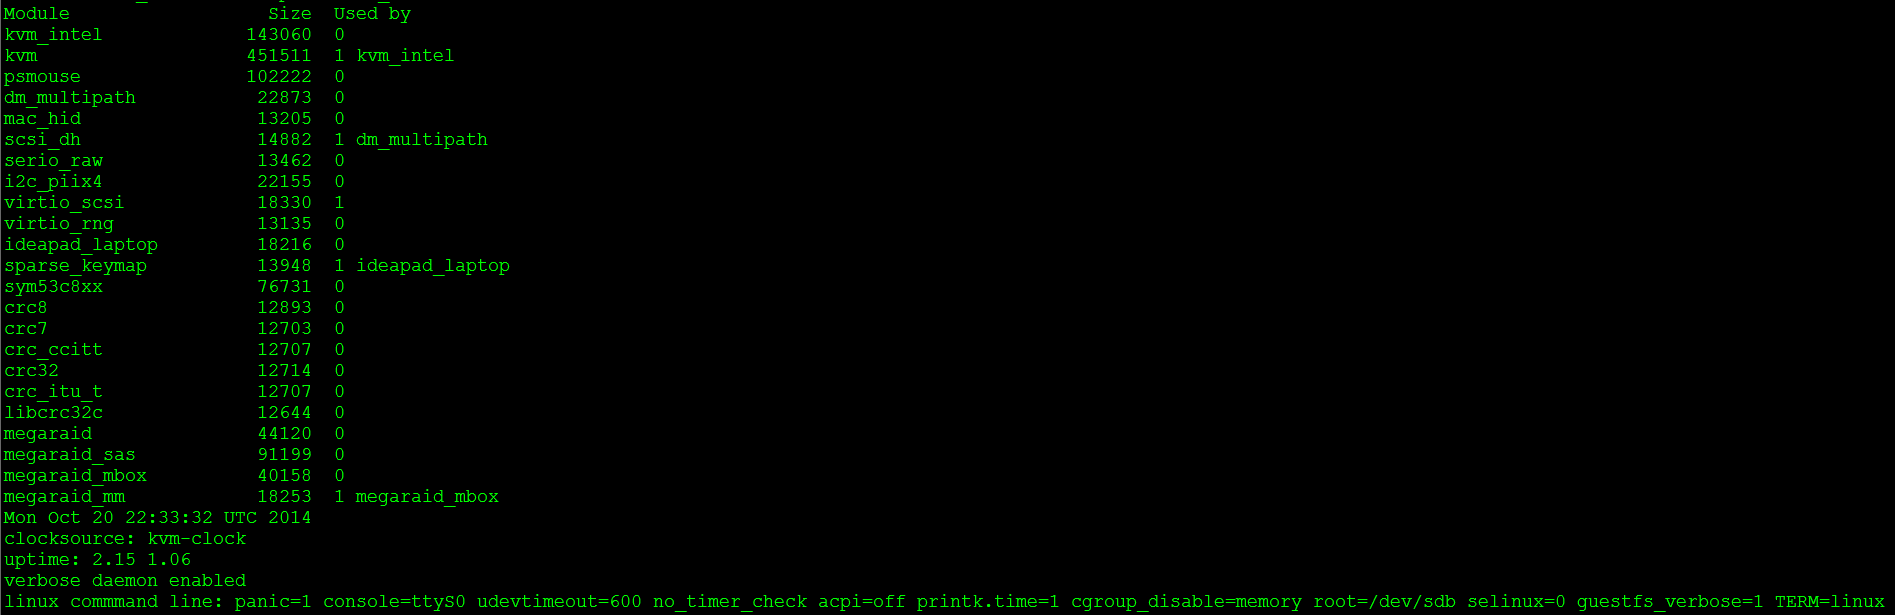 Module                  Size  Used by
kvm_intel             143060  0
kvm                   451511  1 kvm_intel
psmouse               102222  0
dm_multipath           22873  0
mac_hid                13205  0
scsi_dh                14882  1 dm_multipath
serio_raw              13462  0
i2c_piix4              22155  0
virtio_scsi            18330  1
virtio_rng             13135  0
ideapad_laptop         18216  0
sparse_keymap          13948  1 ideapad_laptop
sym53c8xx              76731  0
crc8                   12893  0
crc7                   12703  0
crc_ccitt              12707  0
crc32                  12714  0
crc_itu_t              12707  0
libcrc32c              12644  0
megaraid               44120  0
megaraid_sas           91199  0
megaraid_mbox          40158  0
megaraid_mm            18253  1 megaraid_mbox
Mon Oct 20 22:33:32 UTC 2014
clocksource: kvm-clock
uptime: 2.15 1.06
verbose daemon enabled
linux commmand line: panic=1 console=ttyS0 udevtimeout=600 no_timer_check acpi=off printk.time=1 cgroup_disable=memory root=/dev/sdb selinux=0 guestfs_verbose=1 TERM=linux